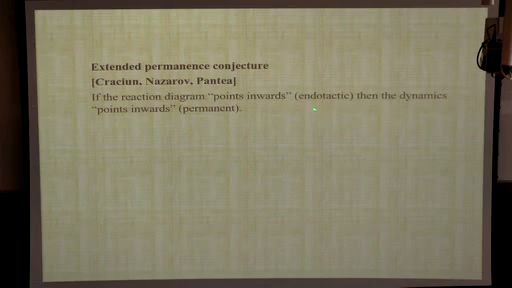 Extended permanence conjecture
[Craciun, Nazarov, Pantea]
If the reaction diagram “points inwards” (endotactic) then the dynamics
“points inwards” (permanent).